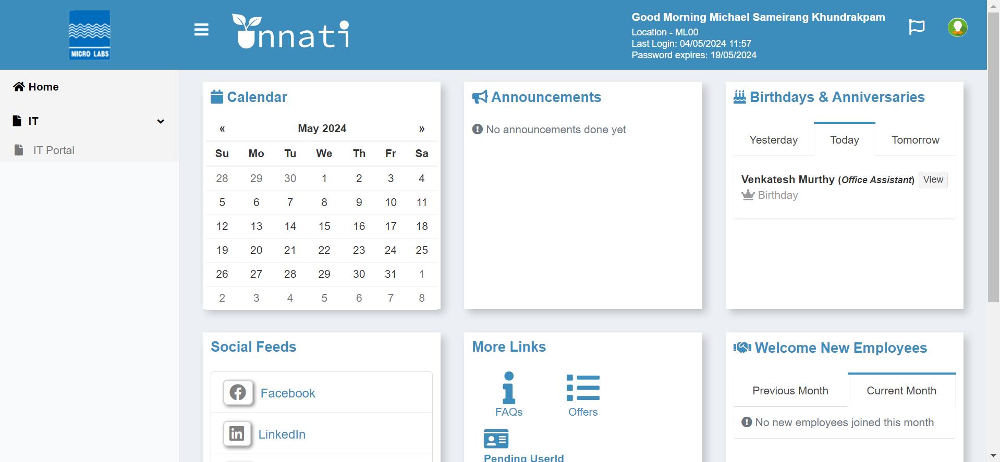 MICRO LABS
unnati
Good Morning Michael Sameirang Khundrakpam
Location - ML00
Last Login: 04/05/2024 11:57
Password expires: 19/05/2024
Home
IT
IT Portal
Calendar
« May 2024 »
Su Mo Tu We Th Fr Sa
28 29 30 1 2 3 4
5 6 7 8 9 10 11
12 13 14 15 16 17 18
19 20 21 22 23 24 25
26 27 28 29 30 31 1
2 3 4 5 6 7 8
Announcements
No announcements done yet
Birthdays & Anniversaries
Yesterday Today Tomorrow
Venkatesh Murthy (Office Assistant) View
Birthday
Social Feeds
Facebook
LinkedIn
More Links
FAQs Offers
Pending UserId
Welcome New Employees
Previous Month Current Month
No new employees joined this month